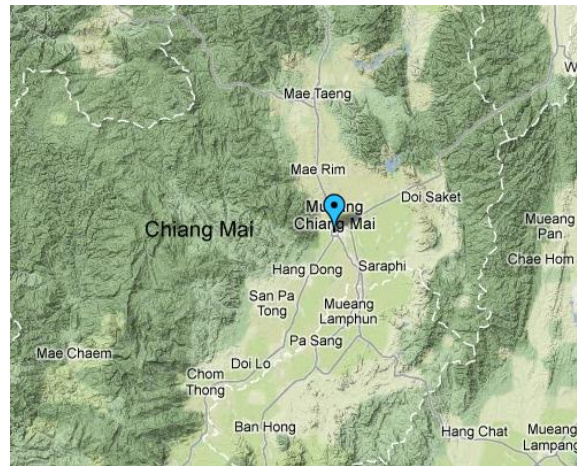 W
Mae Taeng
Mae Rim
Doi Saket
Mueang
Chiang Mai
Chiang Mai
Mueang
Pan
Chae Hom
Hang Dong
Saraphi
San Pa
Tong
Mueang
Lamphun
Pa Sang
Mae Chaem
Doi Lo
Chom
Thong
Ban Hong
Hang Chat
Mueang
Lampang